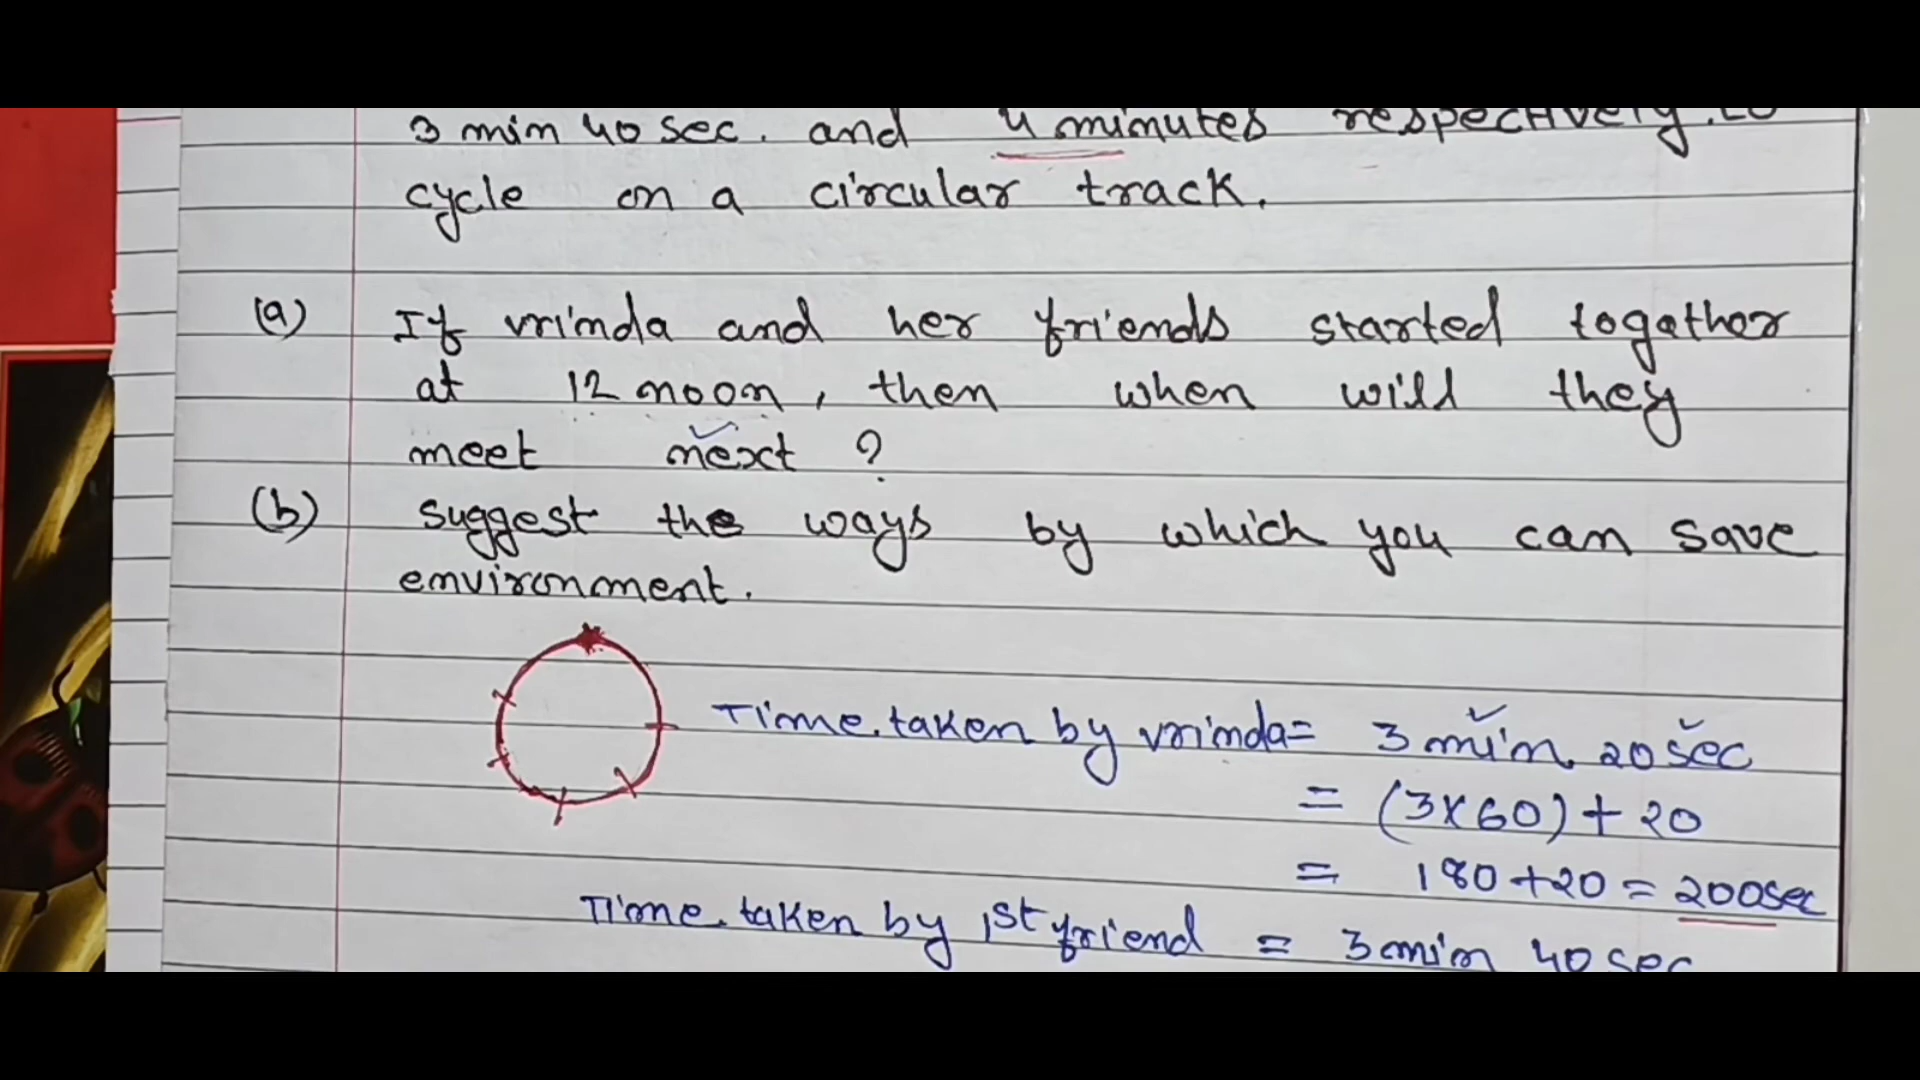 3 min 40 sec. and 4 minutes respectively. to
cycle on a circular track.
(a) If vrinda and her friends started togather
at 12 noon, then when will they
meet next ?
(b) suggest the ways by which you can save
environment.
Time taken by vrinda = 3 min 20 sec
= (3x60) + 20
= 180+20 = 200sec
Time taken by 1st friend = 3 min 40 sec